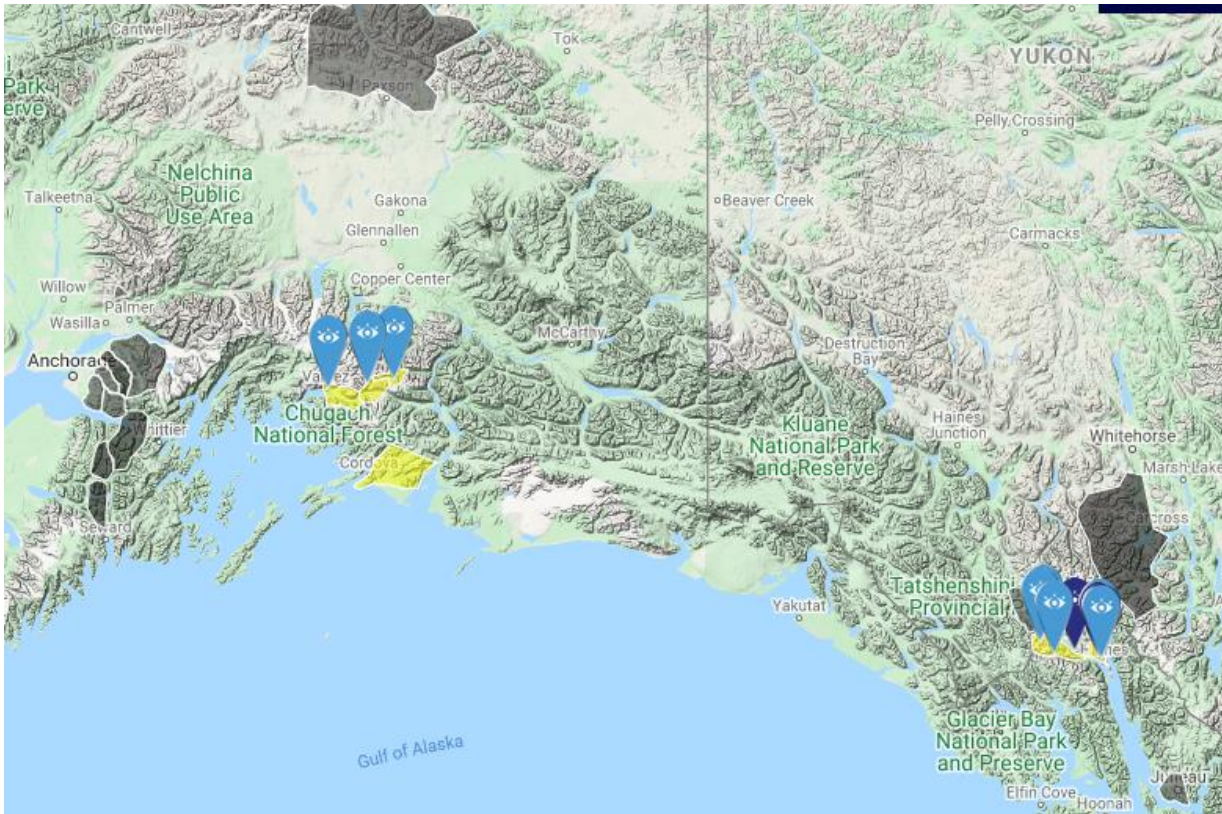 Cantwell
Tok
YUKON
Park
erve
Paxson
Pelly Crossing
Nelchina
Public
Use Area
Talkeetna
Gakona
Beaver Creek
Glennallen
Carmacks
Copper Center
Willow
Palmer
Wasilla
McCarthy
Destruction
Bay
Anchorage
Valdez
Chugach
National Forest
Whittier
Kluane
National Park
and Reserve
Haines
Junction
Whitehorse
Cordova
Marsh Lake
Seward
Carcross
Tatshenshini
Provincial
Yakutat
Haines
Glacier Bay
National Park
and Preserve
Gulf of Alaska
Juneau
Elfin Cove
Hoonah